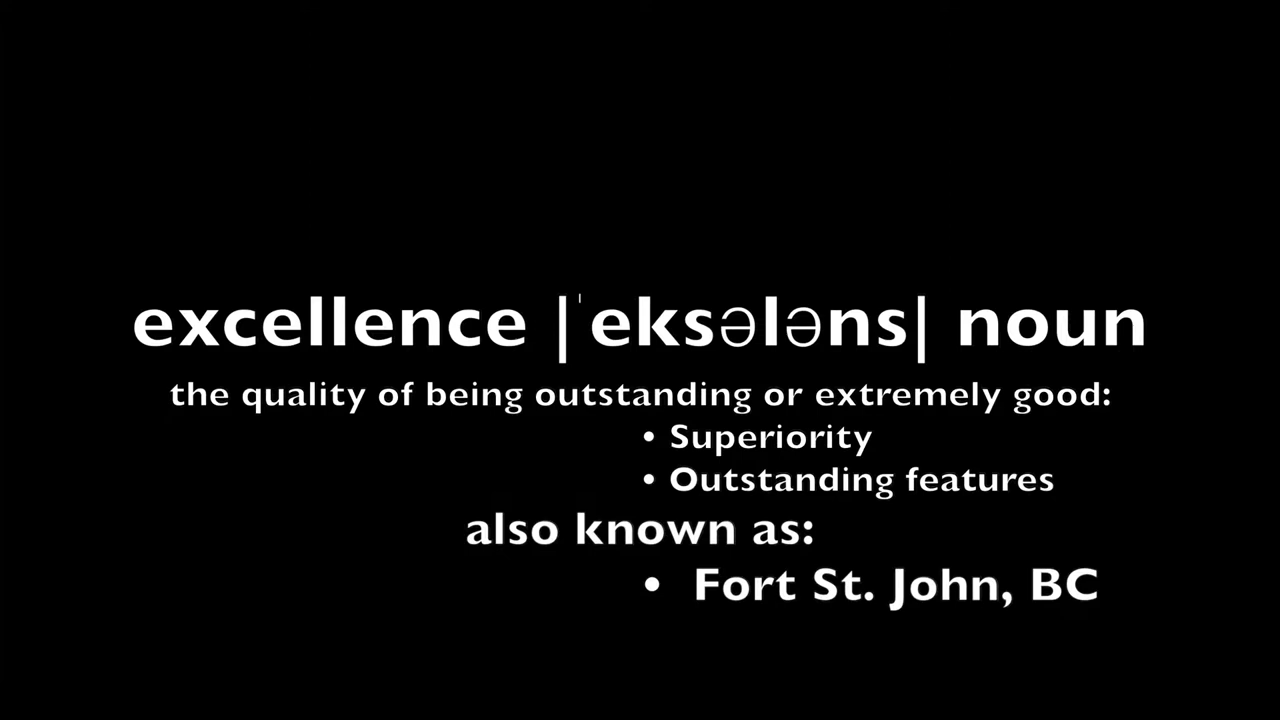 excellence |ˈeksələns| noun
the quality of being outstanding or extremely good:
• Superiority
• Outstanding features
also known as:
• Fort St. John, BC